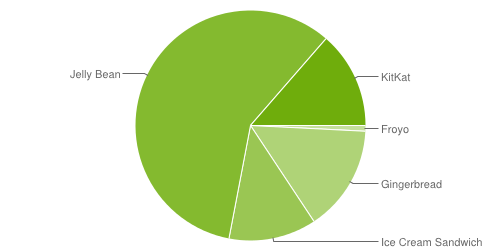 Jelly Bean
KitKat
Froyo
Gingerbread
Ice Cream Sandwich